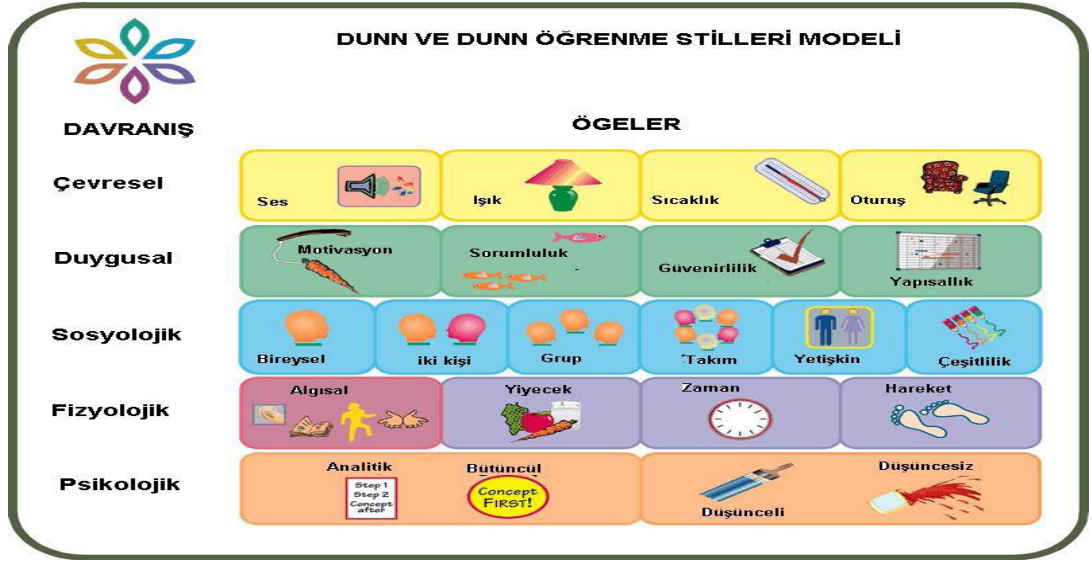 DUNN VE DUNN ÖĞRENME STİLLERİ MODELİ
DAVRANIŞ
ÖGELER
Çevresel
Ses
Işık
Sıcaklık
Oturuş
Duygusal
Motivasyon
Sorumluluk
Güvenirlilik
Yapısallık
Sosyolojik
Bireysel
iki kişi
Grup
Takım
Yetişkin
Çeşitlilik
Fizyolojik
Algısal
Yiyecek
Zaman
Hareket
Psikolojik
Analitik
Step 1
Step 2
Concept
after
Bütüncül
Concept
FIRST!
Düşünceli
Düşüncesiz